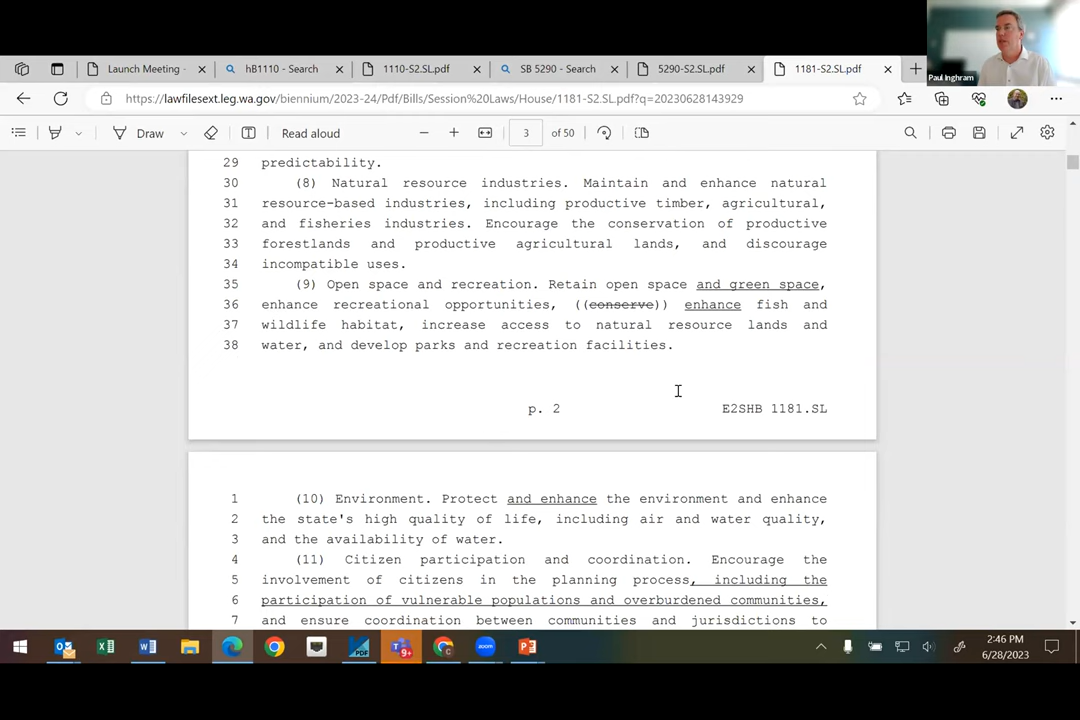 Paul Inghram
Launch Meeting -
hB1110 - Search
1110-S2.SL.pdf
SB 5290 - Search
5290-S2.SL.pdf
1181-S2.SL.pdf
https://lawfilesext.leg.wa.gov/biennium/2023-24/Pdf/Bills/Session%20Laws/House/1181-S2.SL.pdf?q=20230628143929
Draw
Read aloud
3 of 50
29 predictability.
30 (8) Natural resource industries. Maintain and enhance natural
31 resource-based industries, including productive timber, agricultural,
32 and fisheries industries. Encourage the conservation of productive
33 forestlands and productive agricultural lands, and discourage
34 incompatible uses.
35 (9) Open space and recreation. Retain open space and green space,
36 enhance recreational opportunities, ((conserve)) enhance fish and
37 wildlife habitat, increase access to natural resource lands and
38 water, and develop parks and recreation facilities.
p. 2 E2SHB 1181.SL
1 (10) Environment. Protect and enhance the environment and enhance
2 the state's high quality of life, including air and water quality,
3 and the availability of water.
4 (11) Citizen participation and coordination. Encourage the
5 involvement of citizens in the planning process, including the
6 participation of vulnerable populations and overburdened communities,
7 and ensure coordination between communities and jurisdictions to
2:46 PM
6/28/2023